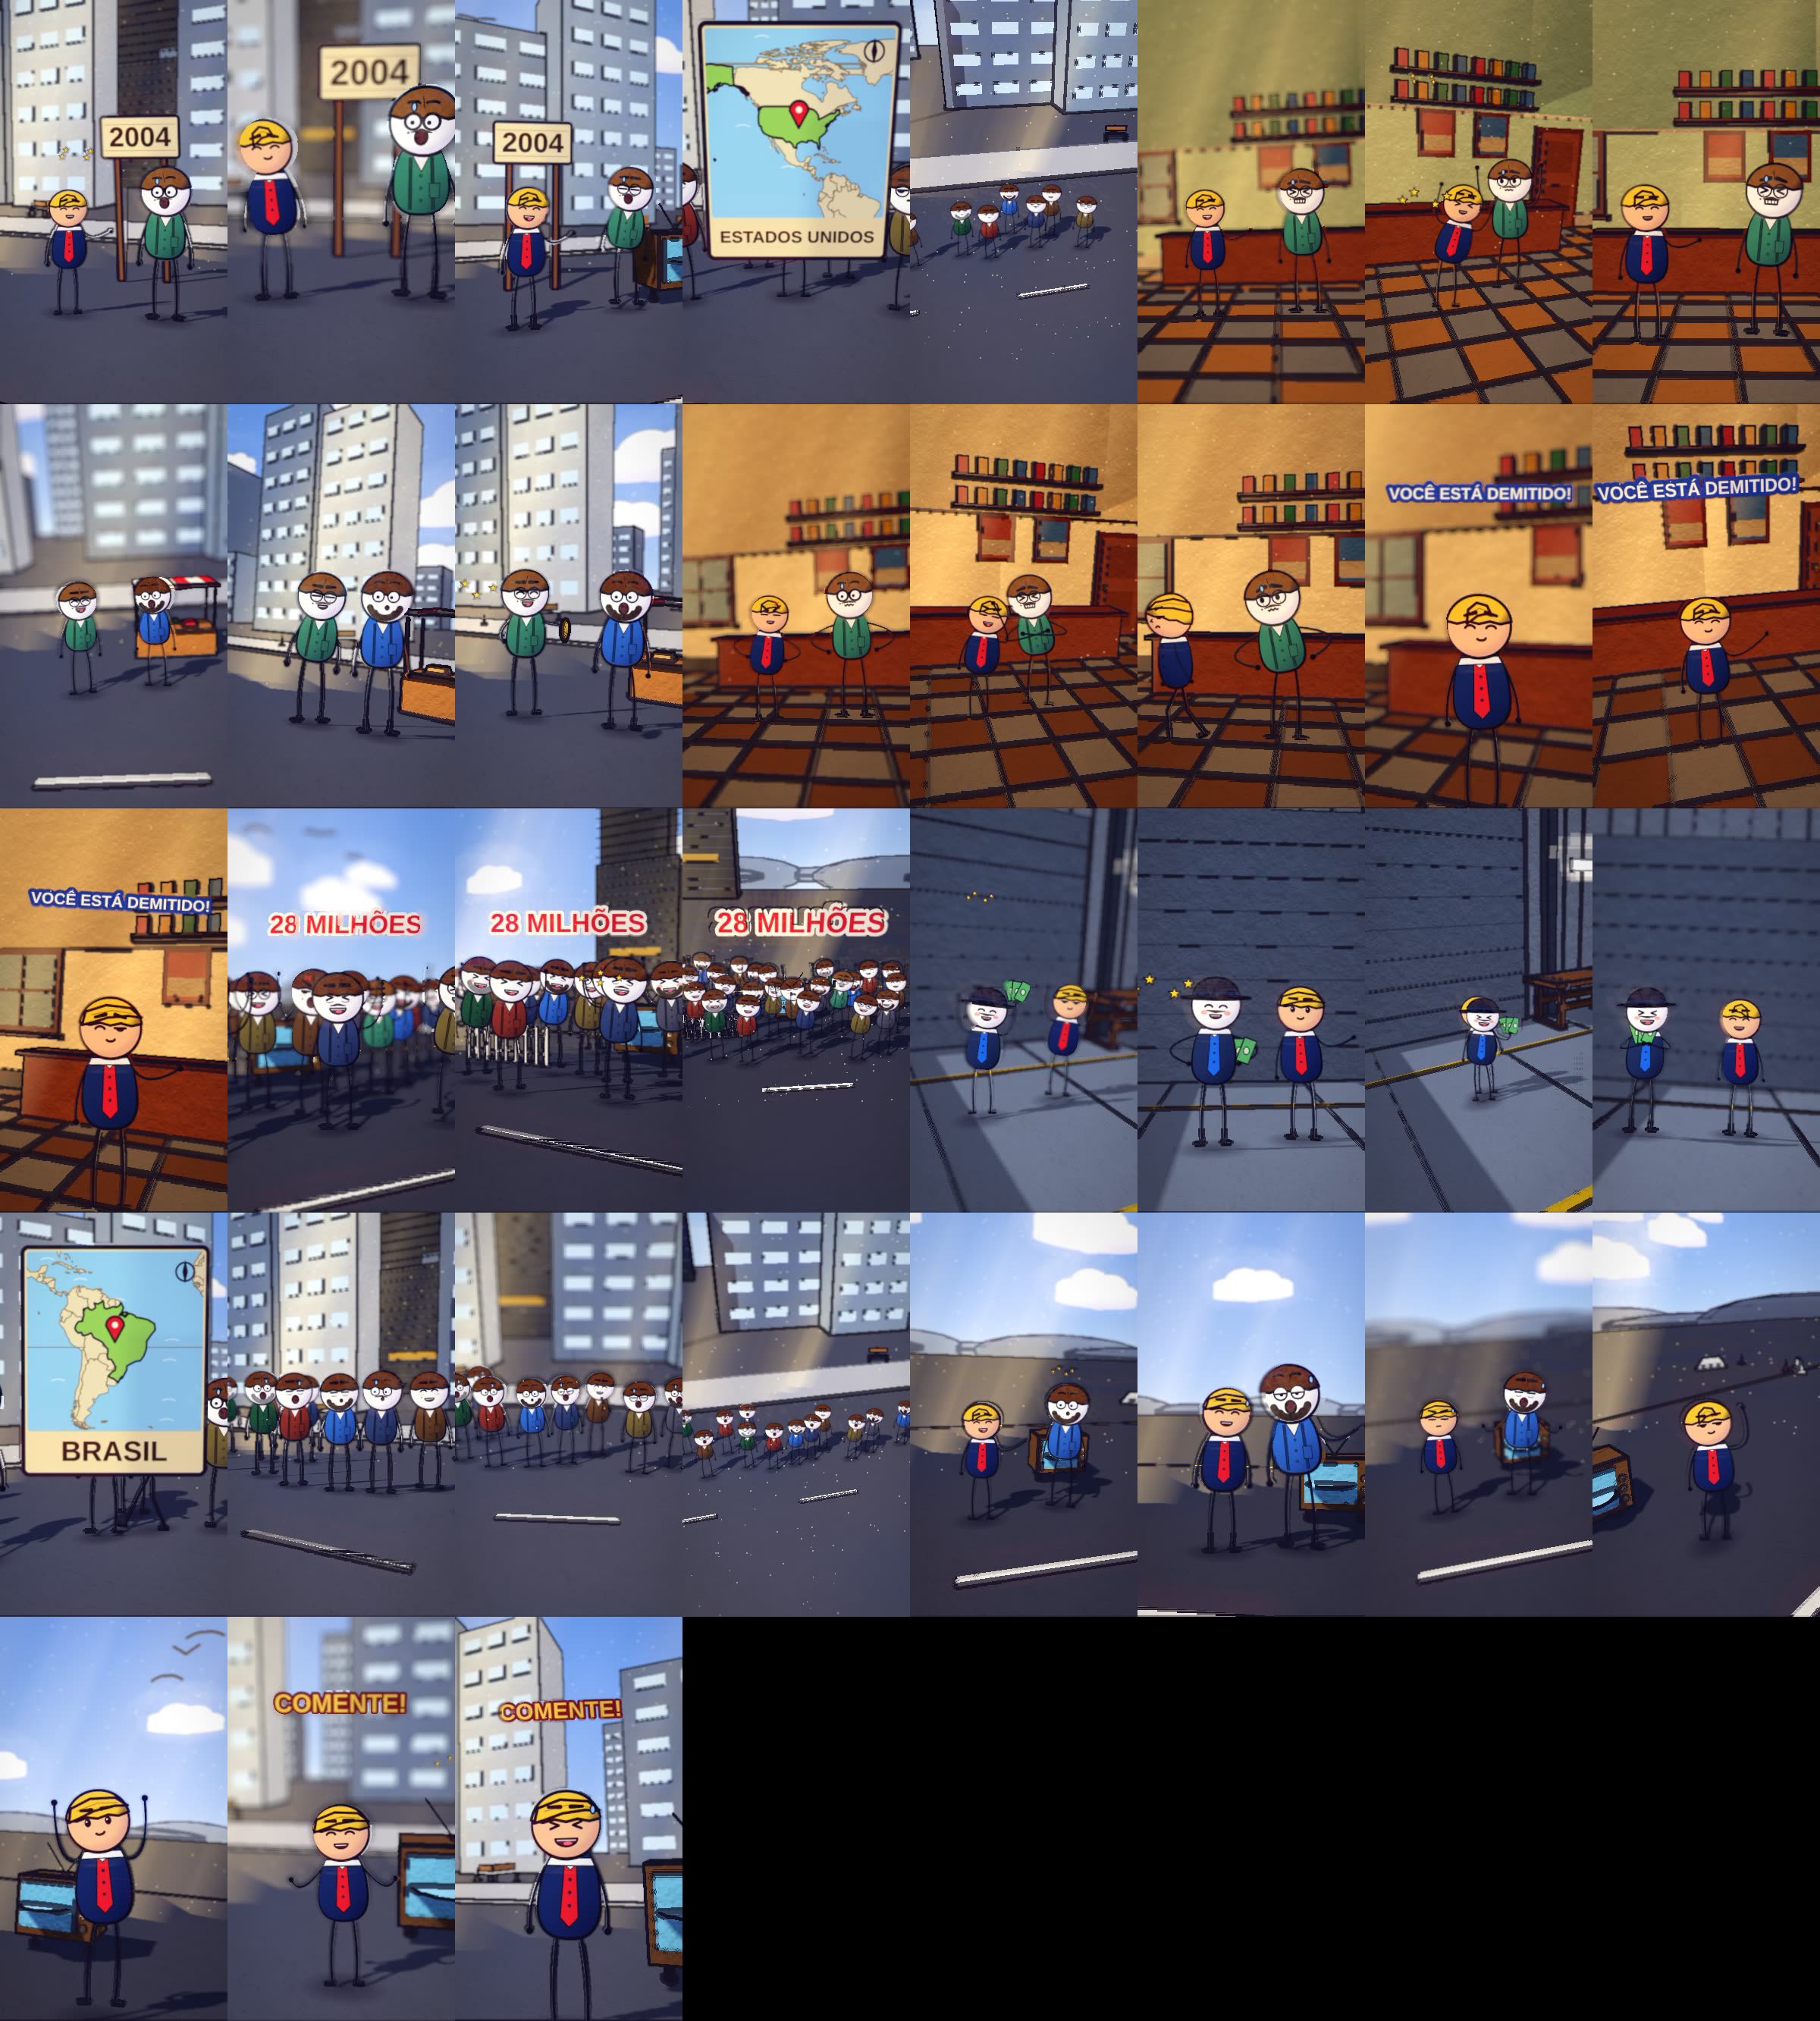 2004
2004
2004
ESTADOS UNIDOS
VOCÊ ESTÁ DEMITIDO!
VOCÊ ESTÁ DEMITIDO!
VOCÊ ESTÁ DEMITIDO!
28 MILHÕES
28 MILHÕES
28 MILHÕES
BRASIL
COMENTE!
COMENTE!